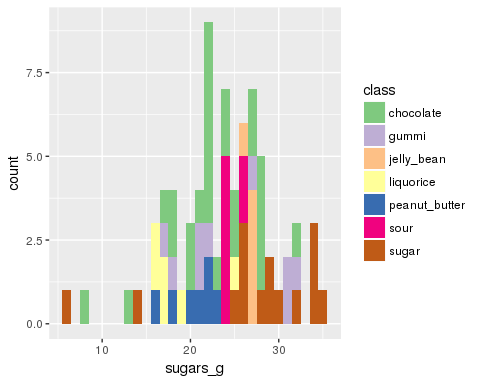 count
7.5
5.0
2.5
0.0
10
20
30
sugars_g
class
chocolate
gummi
jelly_bean
liquorice
peanut_butter
sour
sugar